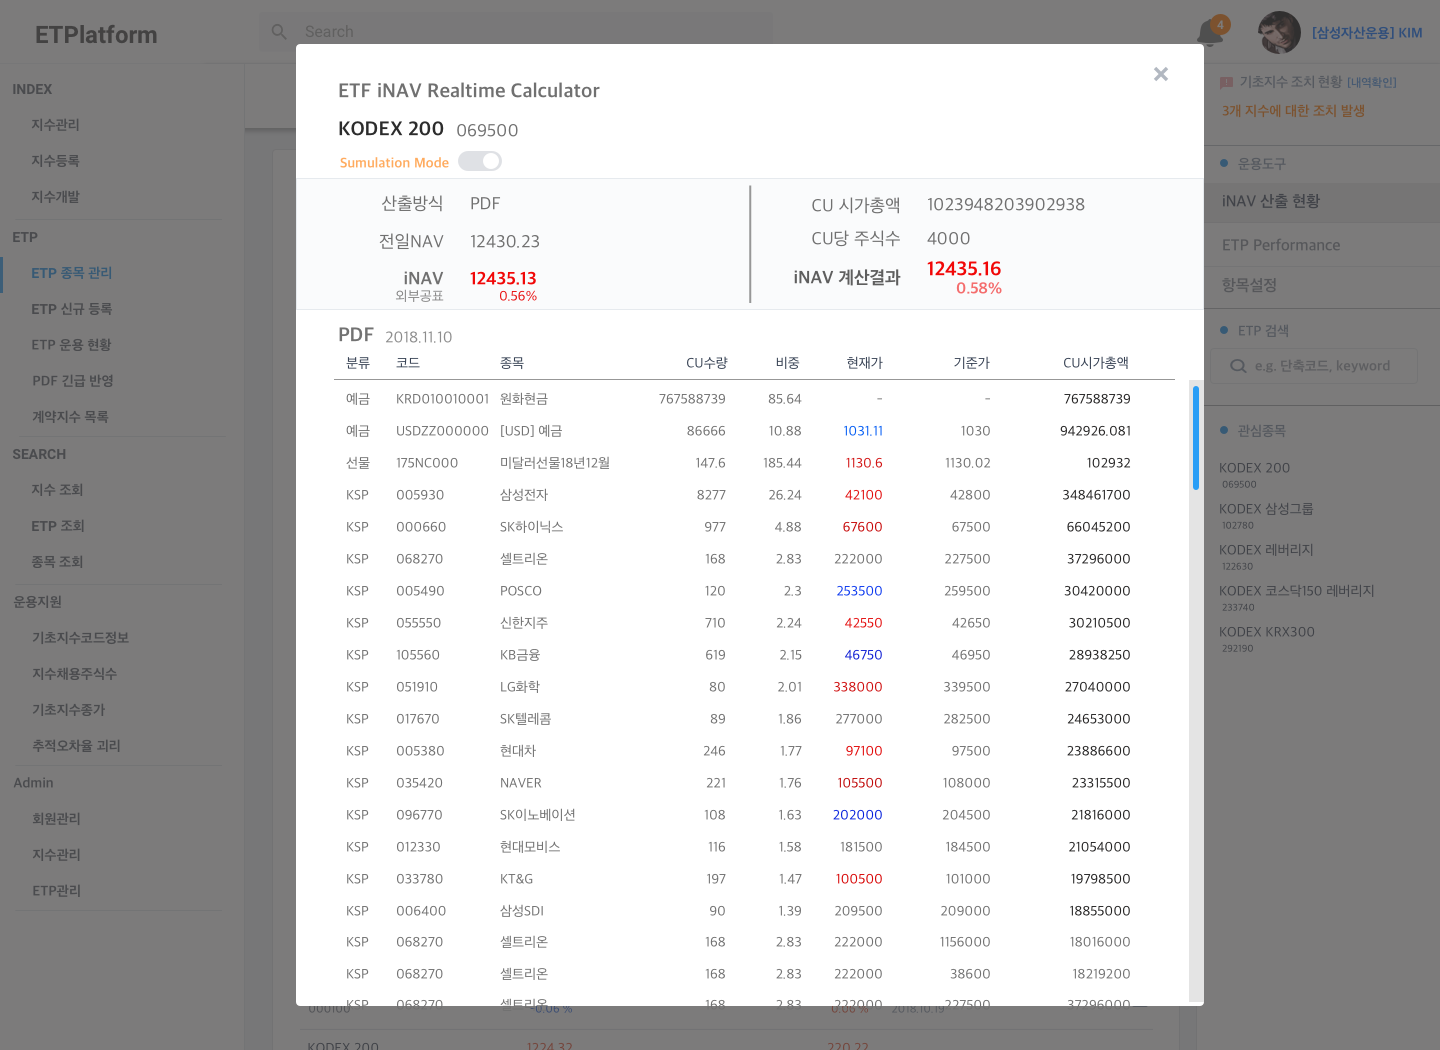 ETPlatform
Search
4
[삼성자산운용] KIM
INDEX
지수관리
지수등록
지수개발
ETP
ETP 종목 관리
ETP 신규 등록
ETP 운용 현황
PDF 긴급 반영
계약지수 목록
SEARCH
지수 조회
ETP 조회
종목 조회
운용지원
기초지수코드정보
지수채용주식수
기초지수종가
추적오차율 괴리
Admin
회원관리
지수관리
ETP관리
ETF iNAV Realtime Calculator
KODEX 200 069500
Sumulation Mode
산출방식 PDF
전일NAV 12430.23
iNAV 12435.13
외부공표 0.56%
CU 시가총액 1023948203902938
CU당 주식수 4000
iNAV 계산결과 12435.16
0.58%
PDF 2018.11.10
분류 코드 종목 CU수량 비중 현재가 기준가 CU시가총액
예금 KRD010010001 원화현금 767588739 85.64 - - 767588739
예금 USDZZ000000 [USD] 예금 86666 10.88 1031.11 1030 942926.081
선물 175NC000 미달러선물18년12월 147.6 185.44 1130.6 1130.02 102932
KSP 005930 삼성전자 8277 26.24 42100 42800 348461700
KSP 000660 SK하이닉스 977 4.88 67600 67500 66045200
KSP 068270 셀트리온 168 2.83 222000 227500 37296000
KSP 005490 POSCO 120 2.3 253500 259500 30420000
KSP 055550 신한지주 710 2.24 42550 42650 30210500
KSP 105560 KB금융 619 2.15 46750 46950 28938250
KSP 051910 LG화학 80 2.01 338000 339500 27040000
KSP 017670 SK텔레콤 89 1.86 277000 282500 24653000
KSP 005380 현대차 246 1.77 97100 97500 23886600
KSP 035420 NAVER 221 1.76 105500 108000 23315500
KSP 096770 SK이노베이션 108 1.63 202000 204500 21816000
KSP 012330 현대모비스 116 1.58 181500 184500 21054000
KSP 033780 KT&G 197 1.47 100500 101000 19798500
KSP 006400 삼성SDI 90 1.39 209500 209000 18855000
KSP 068270 셀트리온 168 2.83 222000 1156000 18016000
KSP 068270 셀트리온 168 2.83 222000 38600 18219200
KSP 068270 셀트리온 168 2.83 222000 227500 37296000
000100 -0.06 % 0.08 % 2018.10.19
KODEX 200 1224.32 220.22
기초지수 조치 현황 [내역확인]
3개 지수에 대한 조치 발생
운용도구
iNAV 산출 현황
ETP Performance
항목설정
ETP 검색
e.g. 단축코드, keyword
관심종목
KODEX 200
069500
KODEX 삼성그룹
102780
KODEX 레버리지
122630
KODEX 코스닥150 레버리지
233740
KODEX KRX300
292190